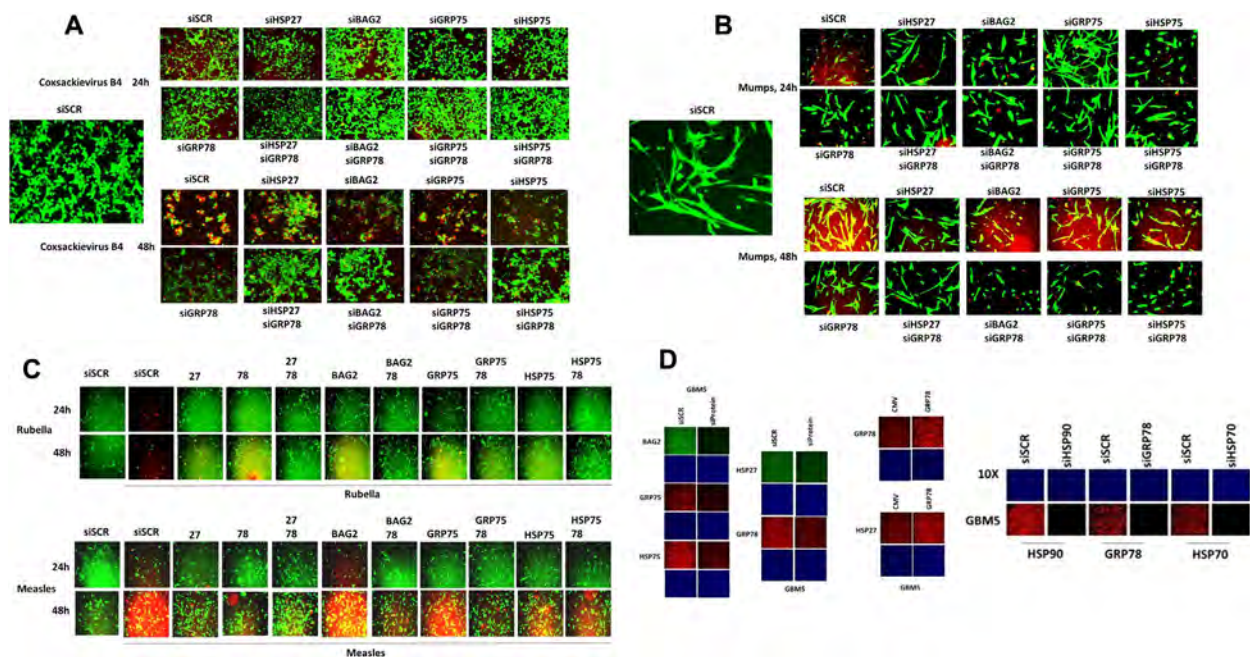 A
siSCR siHSP27 siBAG2 siGRP75 siHSP75
Coxsackievirus B4 24h
siSCR
siGRP78 siHSP27 siBAG2 siGRP75 siHSP75
siGRP78 siGRP78 siGRP78 siGRP78
siSCR siHSP27 siBAG2 siGRP75 siHSP75
Coxsackievirus B4 48h
siGRP78 siHSP27 siBAG2 siGRP75 siHSP75
siGRP78 siGRP78 siGRP78 siGRP78
B
siSCR siHSP27 siBAG2 siGRP75 siHSP75
Mumps, 24h
siSCR
siGRP78 siHSP27 siBAG2 siGRP75 siHSP75
siGRP78 siGRP78 siGRP78 siGRP78
siSCR siHSP27 siBAG2 siGRP75 siHSP75
Mumps, 48h
siGRP78 siHSP27 siBAG2 siGRP75 siHSP75
siGRP78 siGRP78 siGRP78 siGRP78
C
27 BAG2 GRP75 HSP75
siSCR siSCR 27 78 78 BAG2 78 GRP75 78 HSP75 78
24h
Rubella
48h
Rubella
27 BAG2 GRP75 HSP75
siSCR siSCR 27 78 78 BAG2 78 GRP75 78 HSP75 78
24h
Measles
48h
Measles
D
GBM5
siSCR siProtein
BAG2
GRP75
HSP75
siSCR siProtein
HSP27
GRP78
GBM5
CMV GRP78
GRP78
CMV GRP78
HSP27
GBM5
siSCR siHSP90 siSCR siGRP78 siSCR siHSP70
10X
GBM5
HSP90 GRP78 HSP70